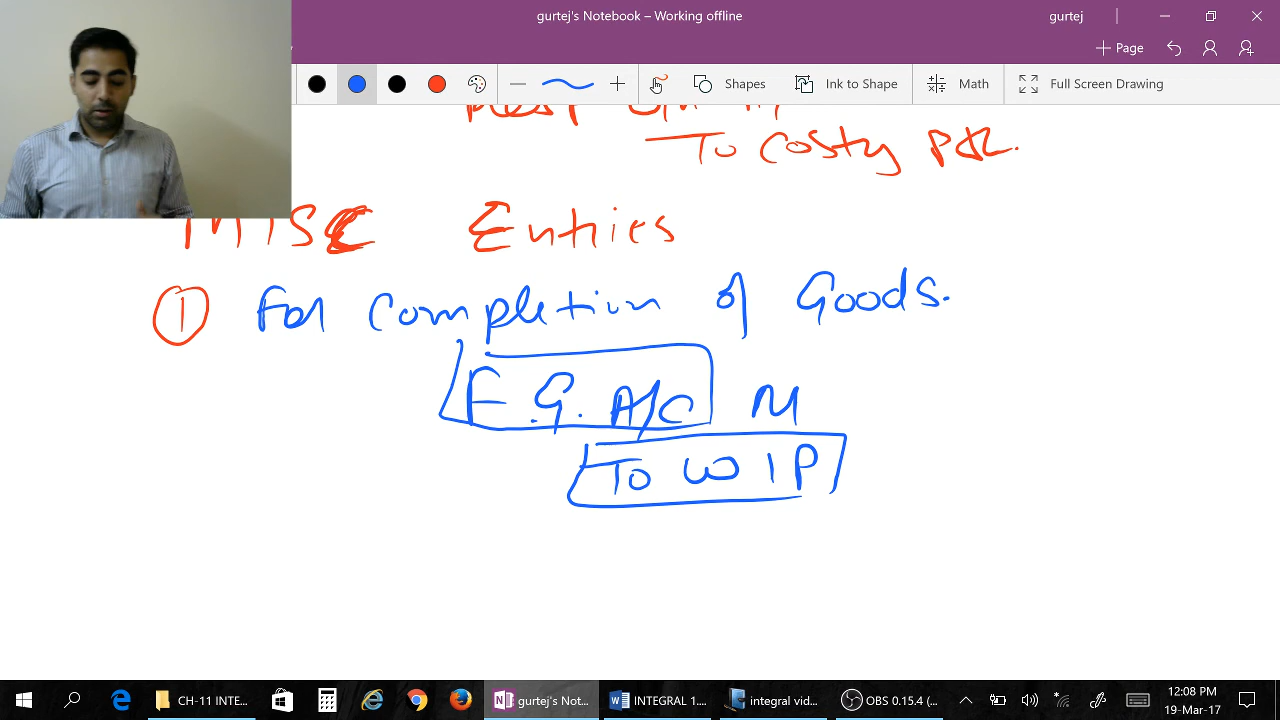 gurtej's Notebook – Working offline
gurtej
Page
Shapes
Ink to Shape
Math
Full Screen Drawing
To Costing P&L.
MISC Entries
① For Completion of Goods.
F.G. A/C Dr
To WIP
CH-11 INTE...
gurtej's Not...
INTEGRAL 1....
integral vid...
OBS 0.15.4 (...
12:08 PM
19-Mar-17